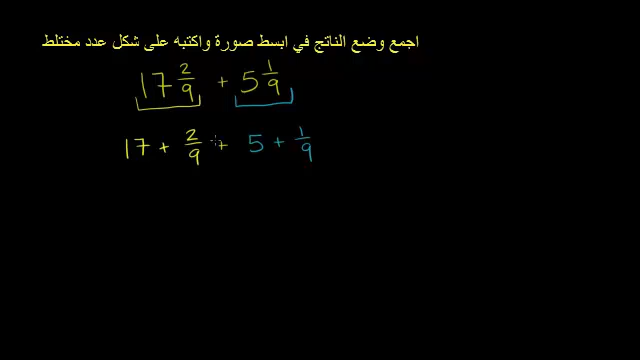 اجمع وضع الناتج في ابسط صورة واكتبه على شكل عدد مختلط
17 2/9 + 5 1/9
17 + 2/9 + 5 + 1/9